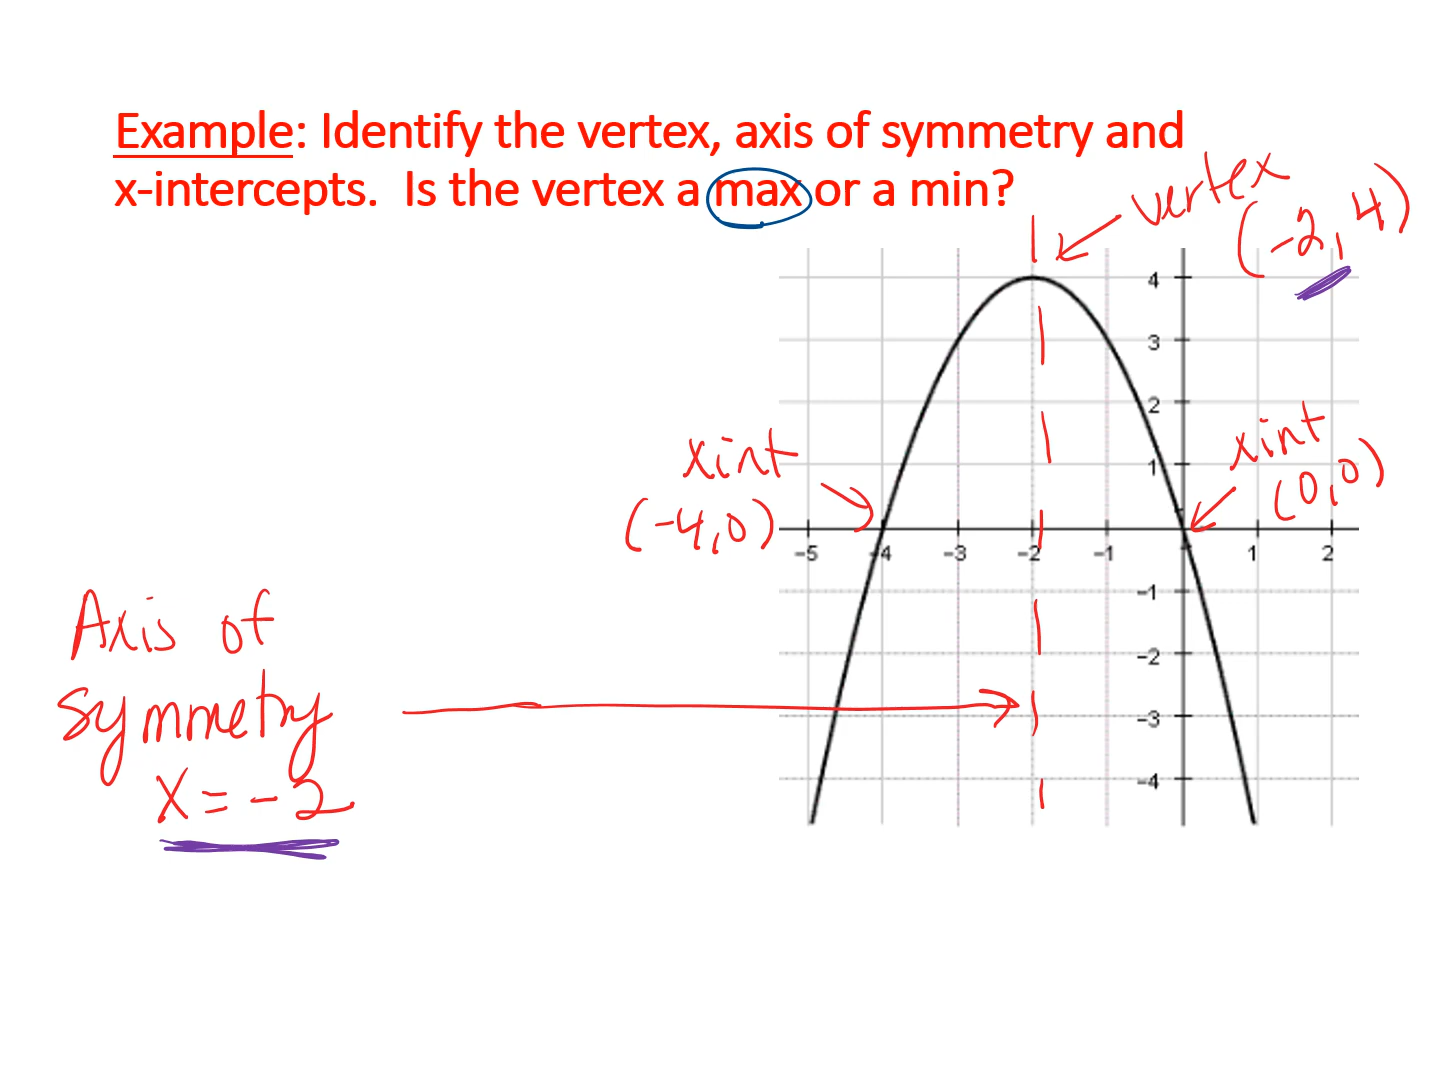 Example: Identify the vertex, axis of symmetry and
x-intercepts. Is the vertex a max or a min?
vertex
(-2, 4)
4
3
2
1
xint
(-4,0)
xint
(0,0)
-5 -4 -3 -2 -1 1 2
-1
-2
-3
-4
Axis of
symmetry
x = -2